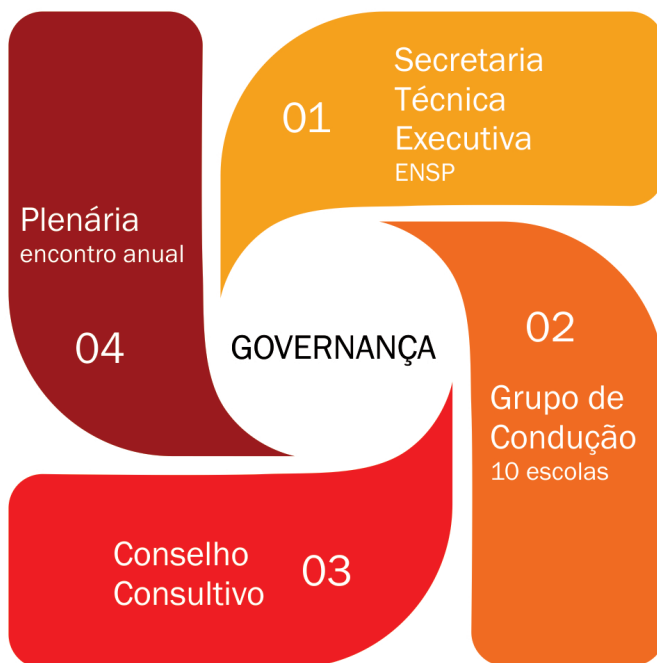 01
Secretaria
Técnica
Executiva
ENSP
02
Grupo de
Condução
10 escolas
03
Conselho
Consultivo
04
Plenária
encontro anual
GOVERNANÇA